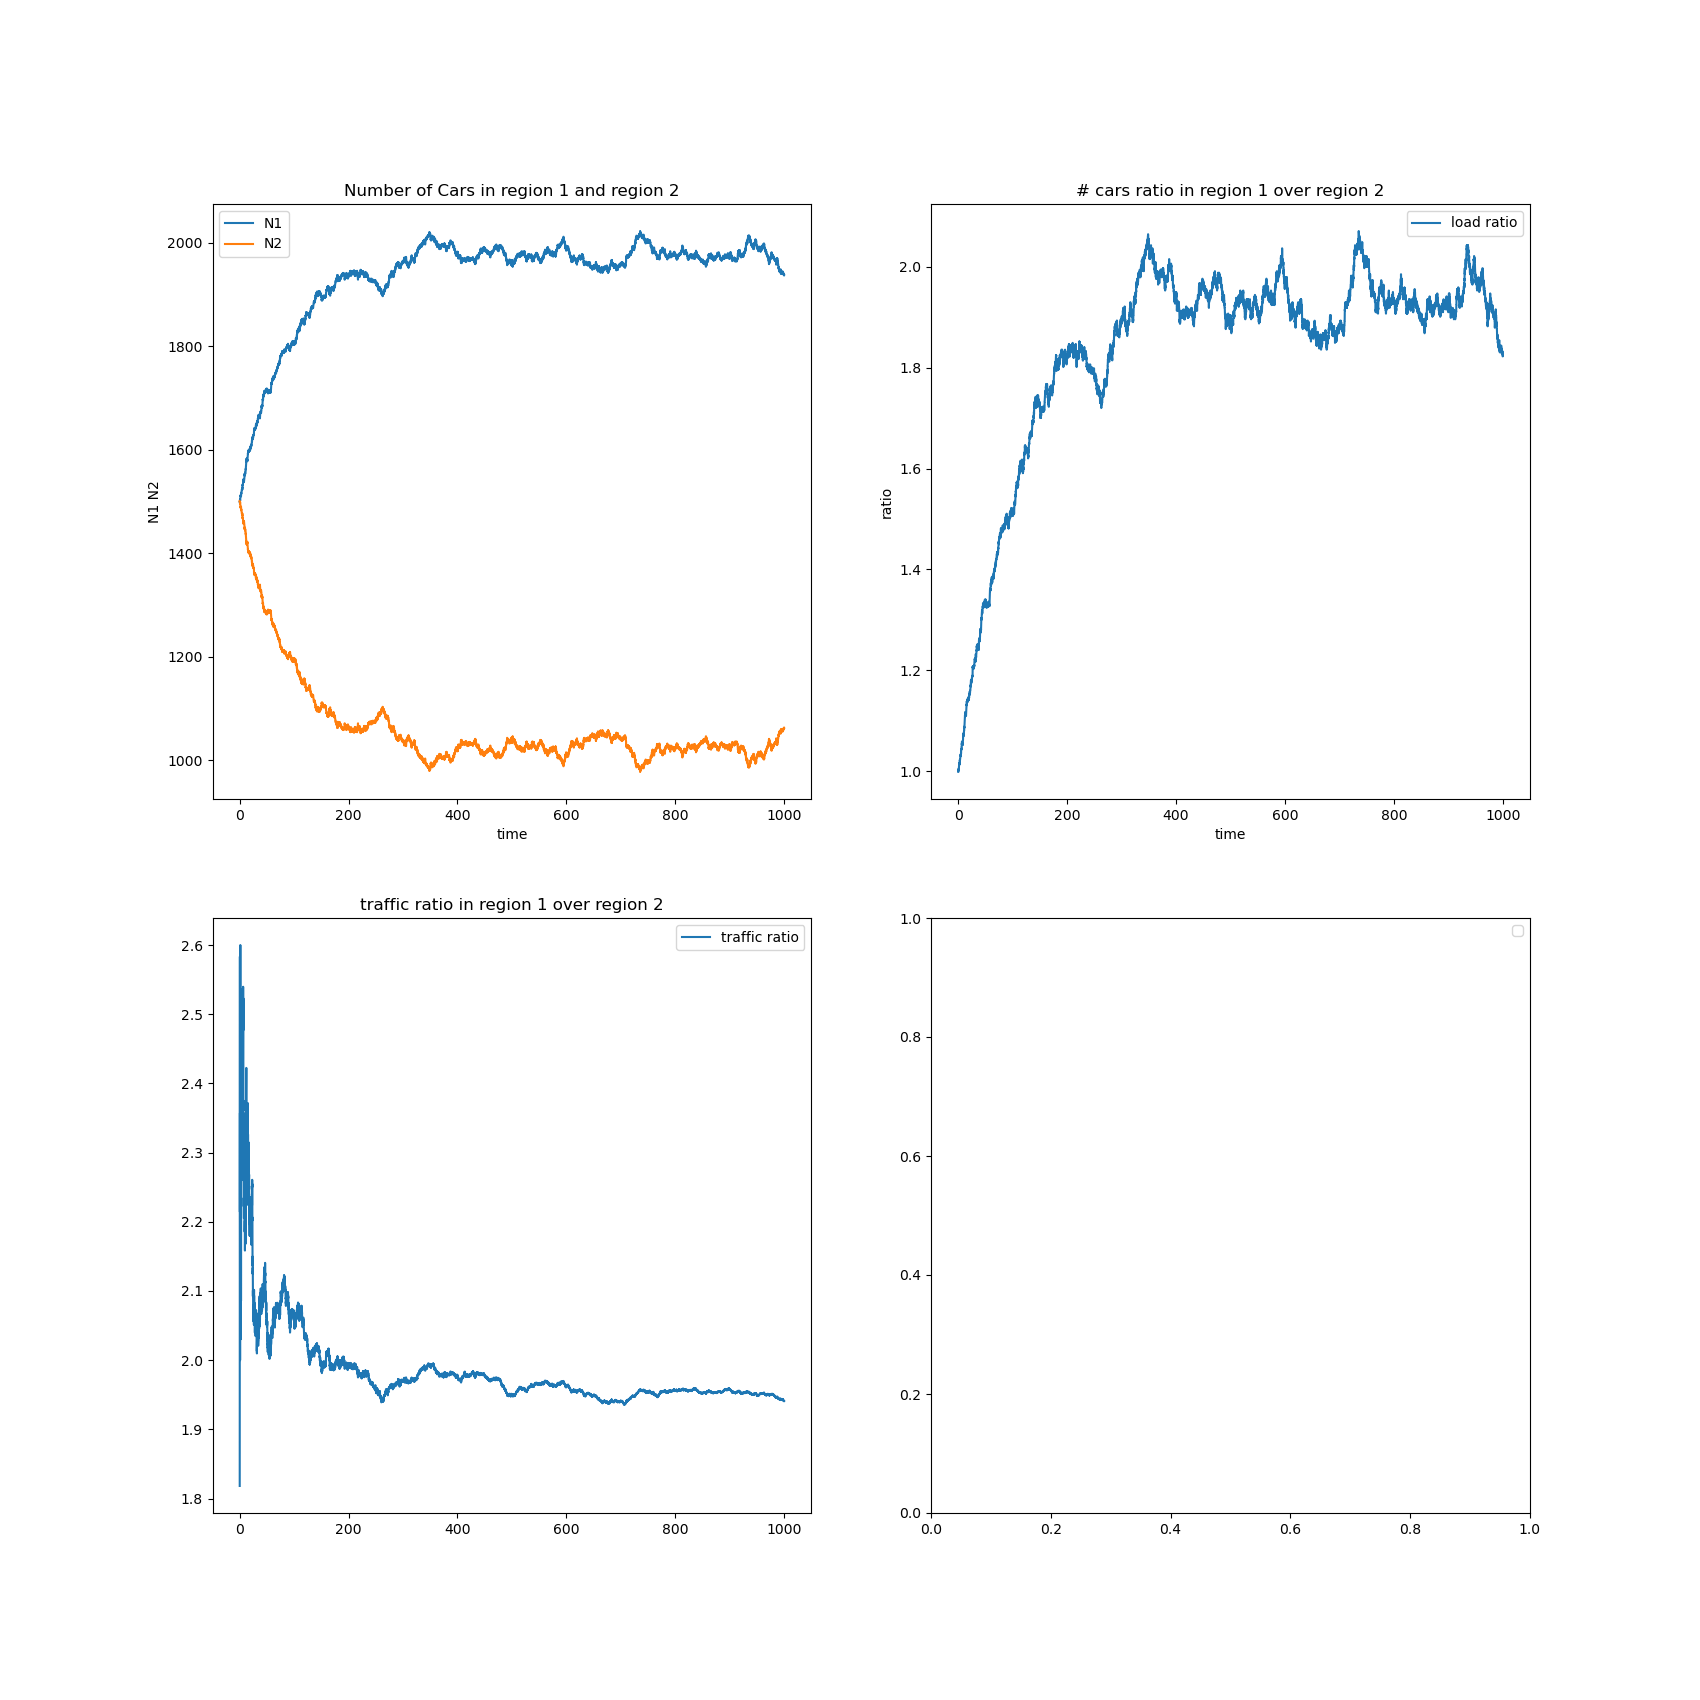 Number of Cars in region 1 and region 2
N1
N2
2000
1800
1600
1400
1200
1000
N1 N2
0 200 400 600 800 1000
time
# cars ratio in region 1 over region 2
load ratio
2.0
1.8
1.6
1.4
1.2
1.0
ratio
0 200 400 600 800 1000
time
traffic ratio in region 1 over region 2
traffic ratio
2.6
2.5
2.4
2.3
2.2
2.1
2.0
1.9
1.8
0 200 400 600 800 1000
1.0
0.8
0.6
0.4
0.2
0.0
0.0 0.2 0.4 0.6 0.8 1.0